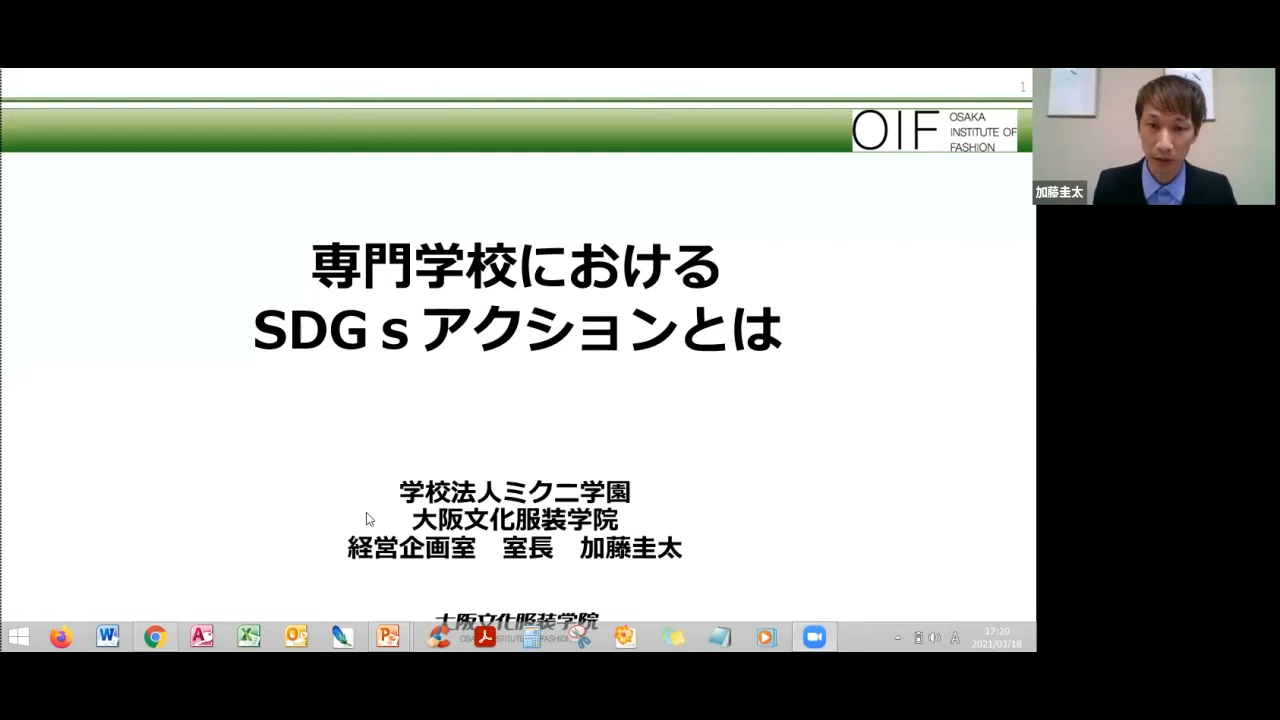 1
OIF
OSAKA
INSTITUTE OF
FASHION
加藤圭太
専門学校における
SDGｓアクションとは
学校法人ミクニ学園
大阪文化服装学院
経営企画室　室長　加藤圭太
大阪文化服装学院
17:20
2021/03/18